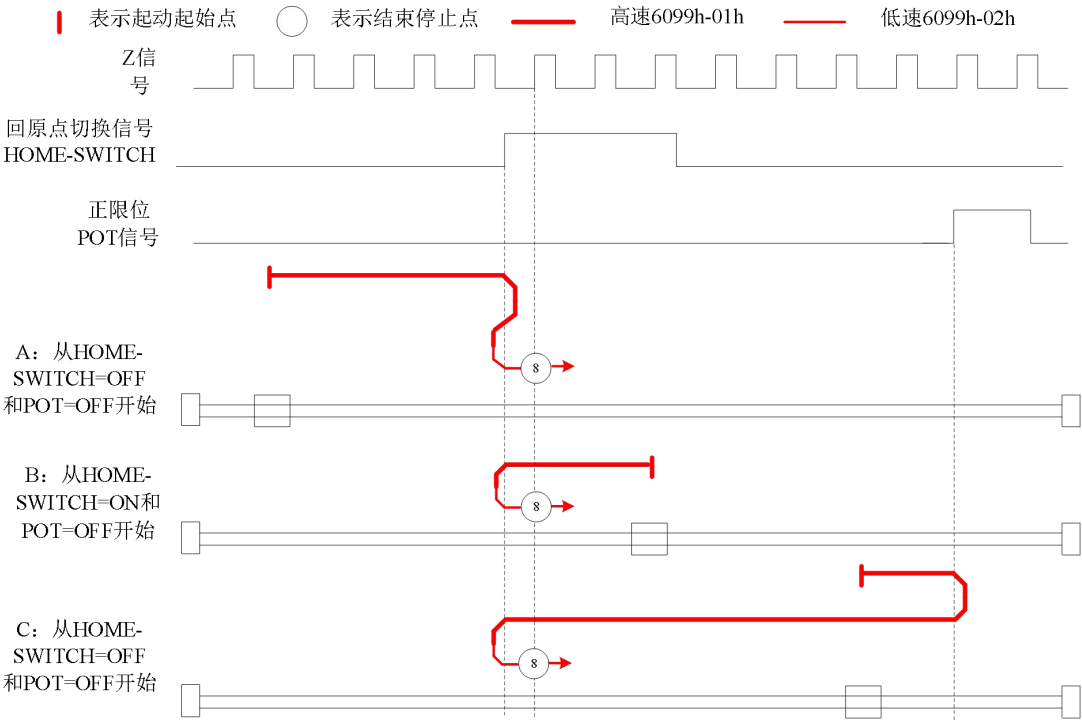 表示起动起始点
表示结束停止点
高速6099h-01h
低速6099h-02h
Z信
号
回原点切换信号
HOME-SWITCH
正限位
POT信号
A：从HOME-
SWITCH=OFF
和POT=OFF开始
8
B：从HOME-
SWITCH=ON和
POT=OFF开始
8
C：从HOME-
SWITCH=OFF
和POT=OFF开始
8